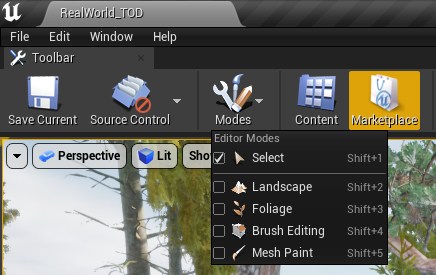 RealWorld_TOD
File Edit Window Help
Toolbar
Save Current Source Control Modes Content Marketplace
Editor Modes
Perspective Lit Sho
Select Shift+1
Landscape Shift+2
Foliage Shift+3
Brush Editing Shift+4
Mesh Paint Shift+5